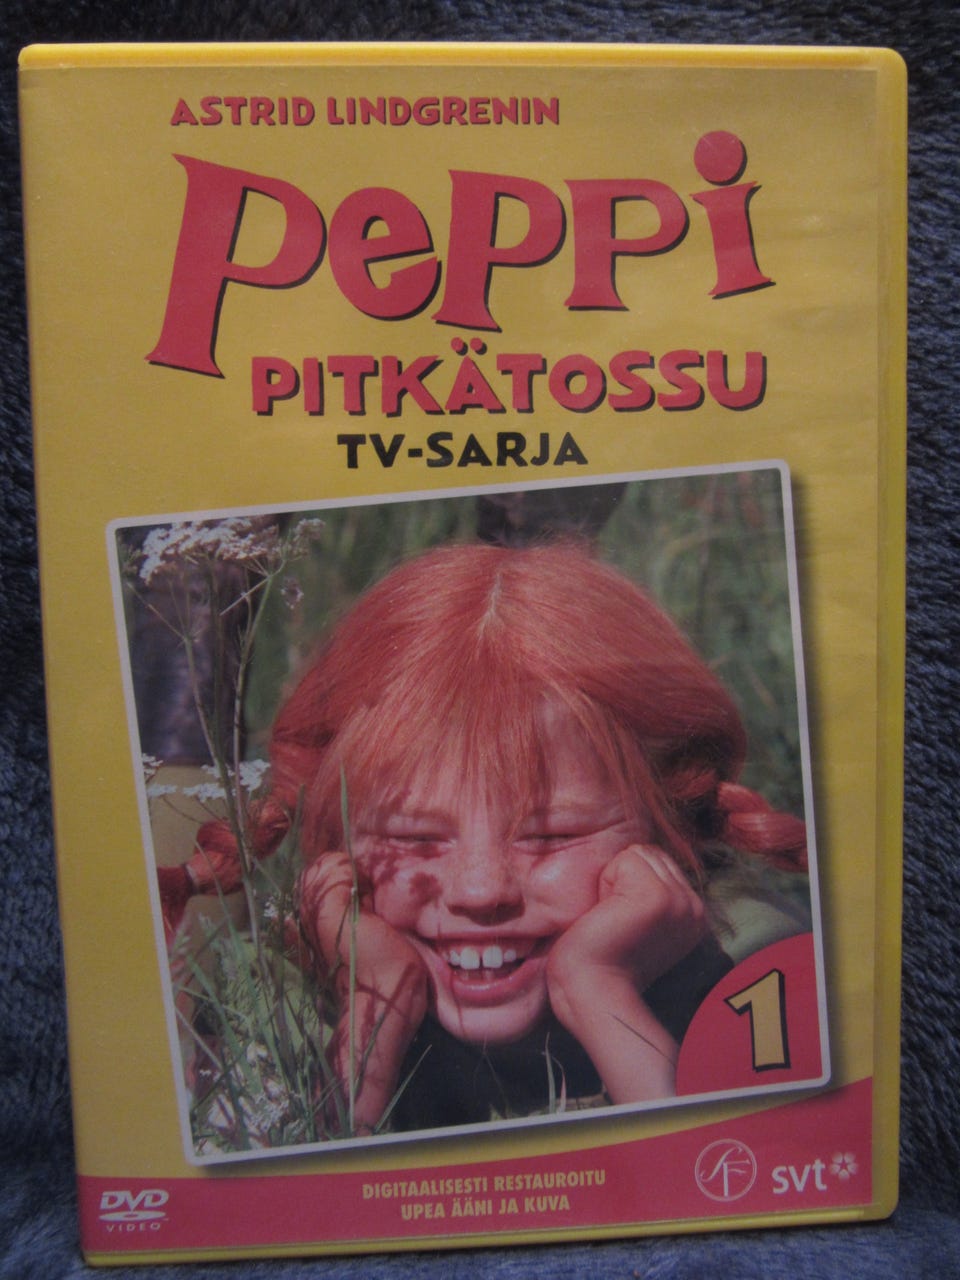 ASTRID LINDGRENIN
Peppi
PITKÄTOSSU
TV-SARJA
1
DIGITAALISESTI RESTAUROITU
UPEA ÄÄNI JA KUVA
DVD
VIDEO
SF
svt